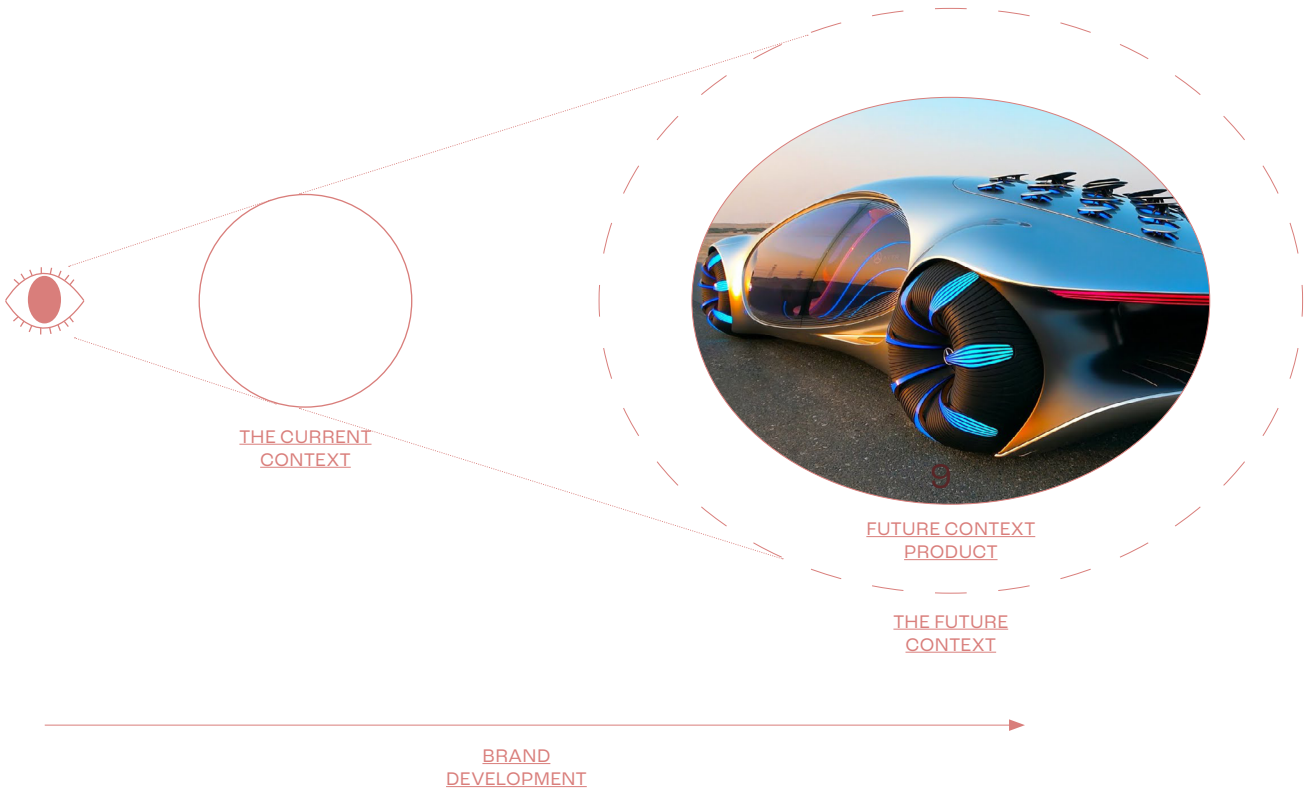 THE CURRENT
CONTEXT
9
FUTURE CONTEXT
PRODUCT
THE FUTURE
CONTEXT
BRAND
DEVELOPMENT